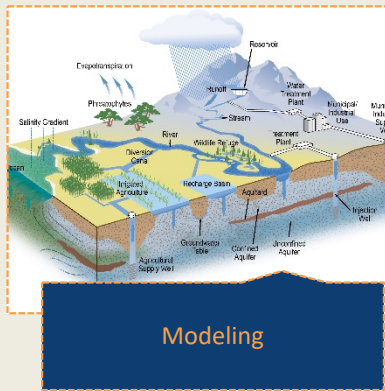 Reservoir
Evapotranspiration
Runoff
Water
Treatment
Plant
Municipal/
Industrial
Use
Phreatophytes
Stream
Salinity Gradient
River
Wildlife Refuge
Diversion
Canal
Plant
Irrigated
Agriculture
Recharge Basin
Aquitard
Injection
Well
Groundwater
Table
Confined
Aquifer
Unconfined
Aquifer
Agricultural
Supply Well
Modeling